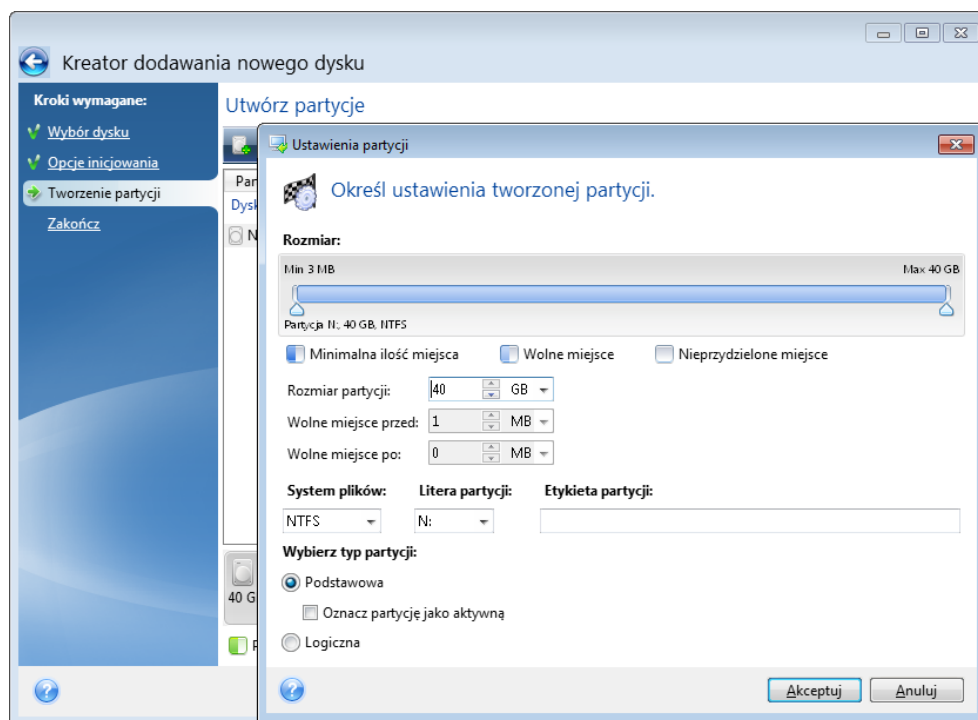 Kreator dodawania nowego dysku
Kroki wymagane:
Wybór dysku
Opcje inicjowania
Tworzenie partycji
Zakończ
Utwórz partycje
Par
Dysk
N
40 G
P
Ustawienia partycji
Określ ustawienia tworzonej partycji.
Rozmiar:
Min 3 MB Max 40 GB
Partycja N:, 40 GB, NTFS
Minimalna ilość miejsca Wolne miejsce Nieprzydzielone miejsce
Rozmiar partycji: 40 GB
Wolne miejsce przed: 1 MB
Wolne miejsce po: 0 MB
System plików: Litera partycji: Etykieta partycji:
NTFS N:
Wybierz typ partycji:
Podstawowa
Oznacz partycję jako aktywną
Logiczna
Akceptuj Anuluj